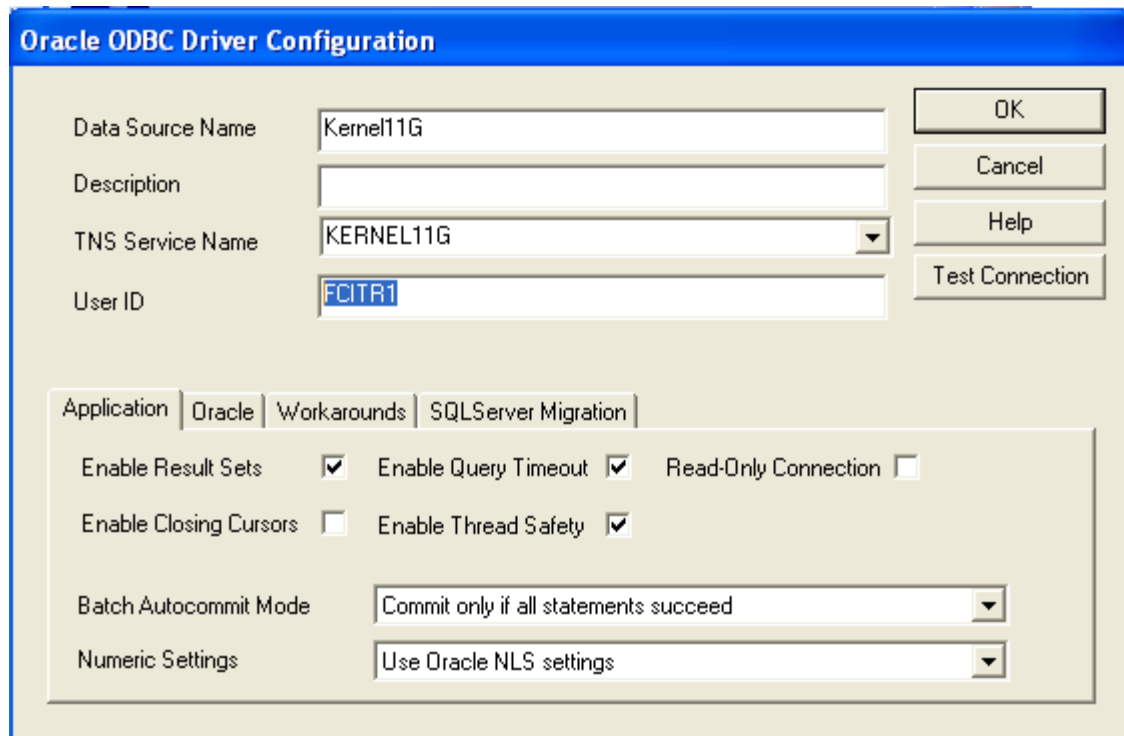 Oracle ODBC Driver Configuration
Data Source Name Kernel11G OK
Description Cancel
TNS Service Name KERNEL11G Help
User ID FCITR1 Test Connection
Application Oracle Workarounds SQLServer Migration
Enable Result Sets Enable Query Timeout Read-Only Connection
Enable Closing Cursors Enable Thread Safety
Batch Autocommit Mode Commit only if all statements succeed
Numeric Settings Use Oracle NLS settings